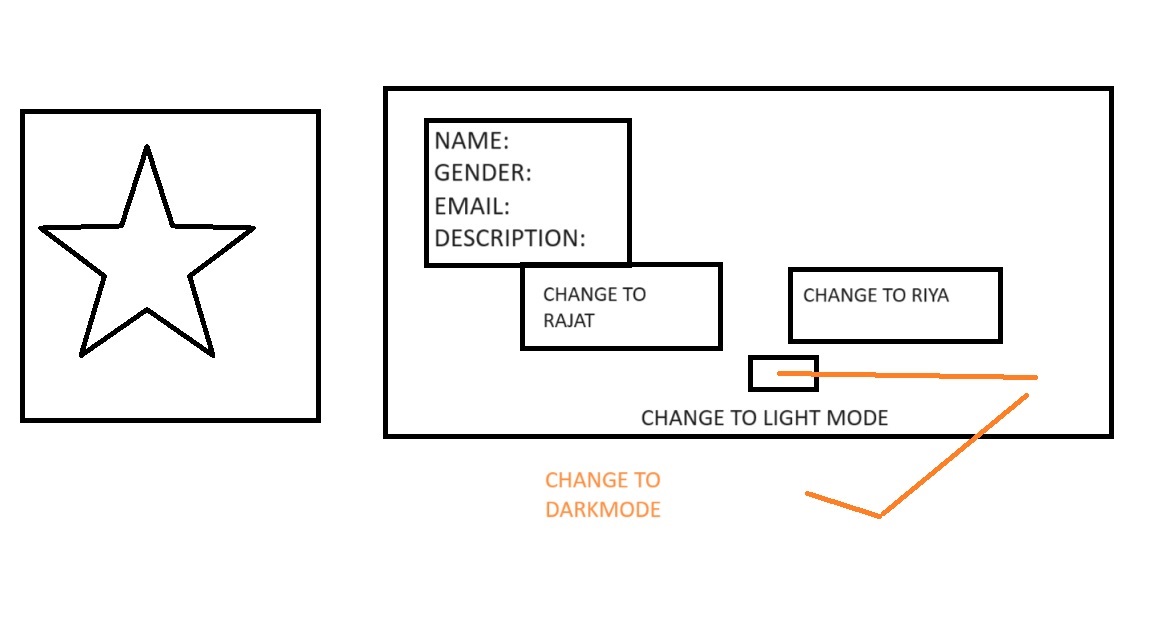 NAME:
GENDER:
EMAIL:
DESCRIPTION:
CHANGE TO
RAJAT
CHANGE TO RIYA
CHANGE TO LIGHT MODE
CHANGE TO
DARKMODE